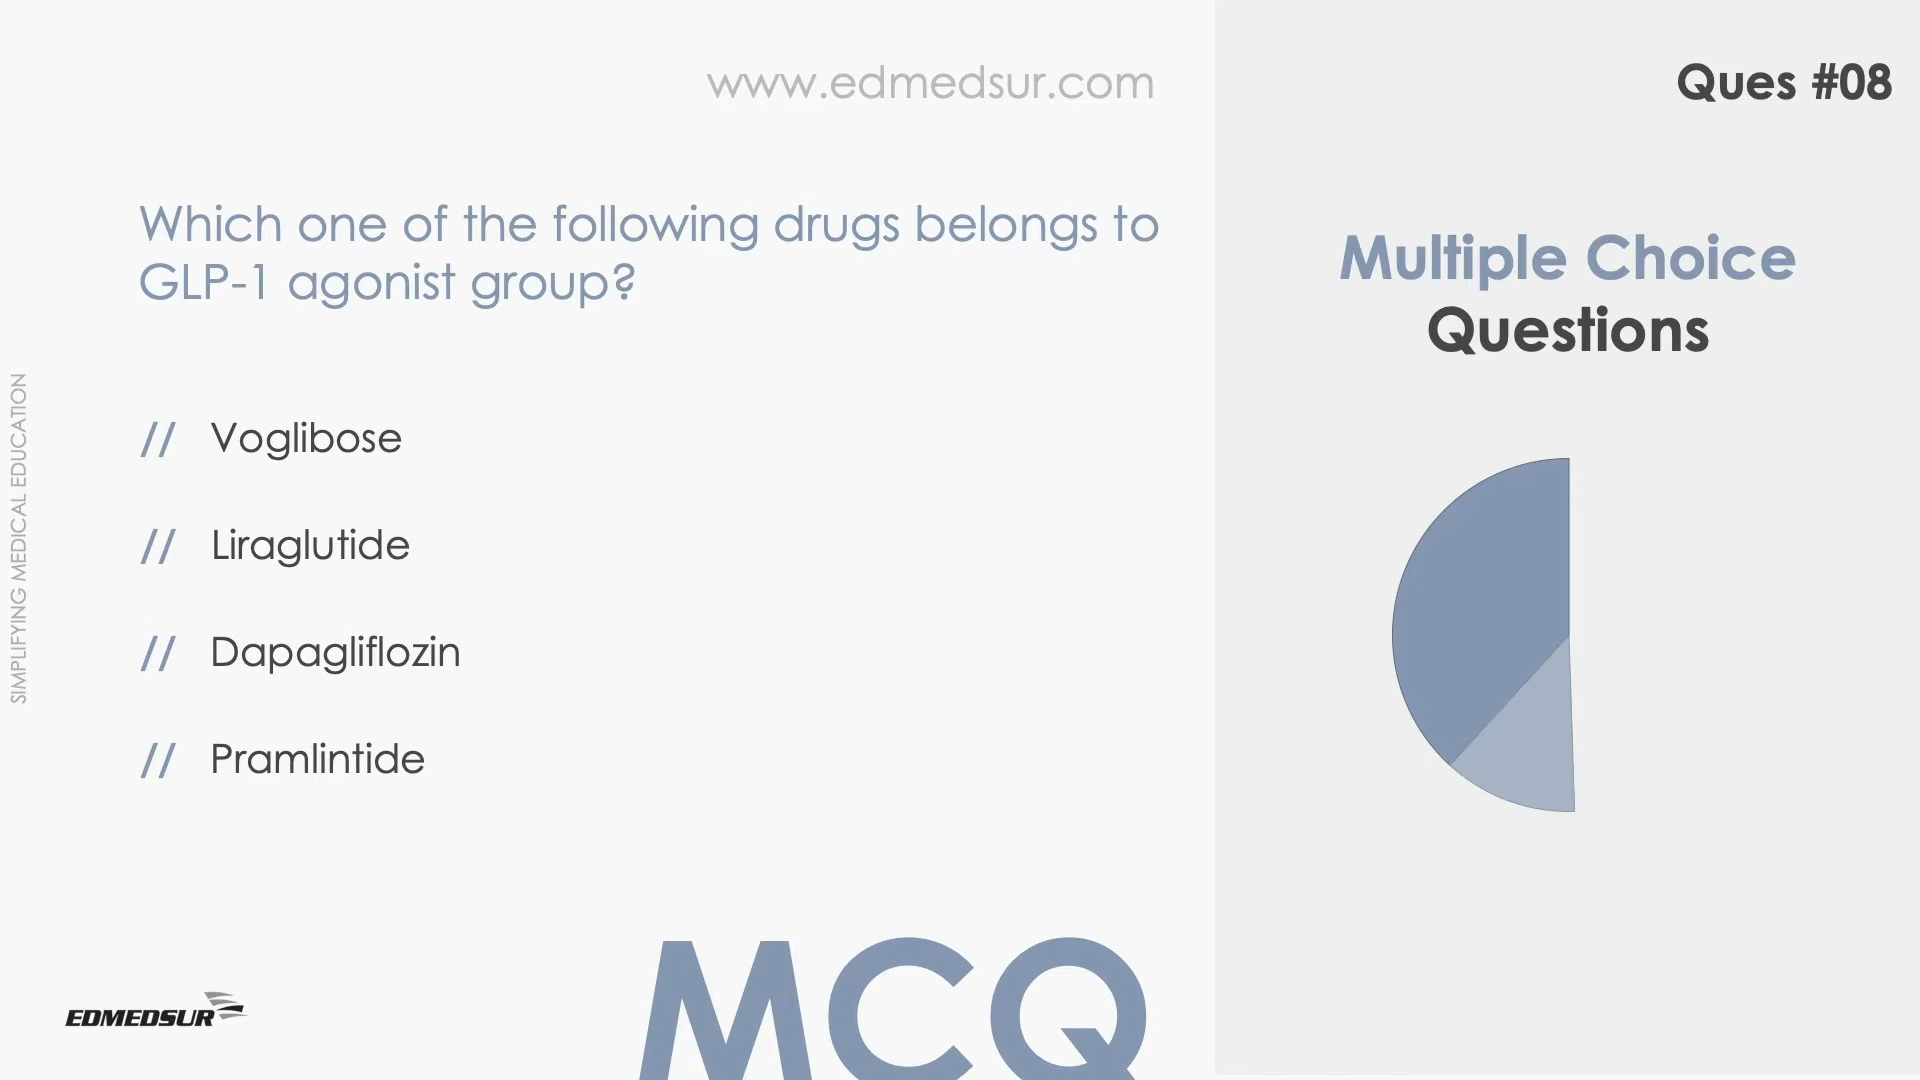 www.edmedsur.com
Ques #08
Which one of the following drugs belongs to
GLP-1 agonist group?
// Voglibose
// Liraglutide
// Dapagliflozin
// Pramlintide
Multiple Choice
Questions
SIMPLIFYING MEDICAL EDUCATION
EDMEDSUR
MCQ